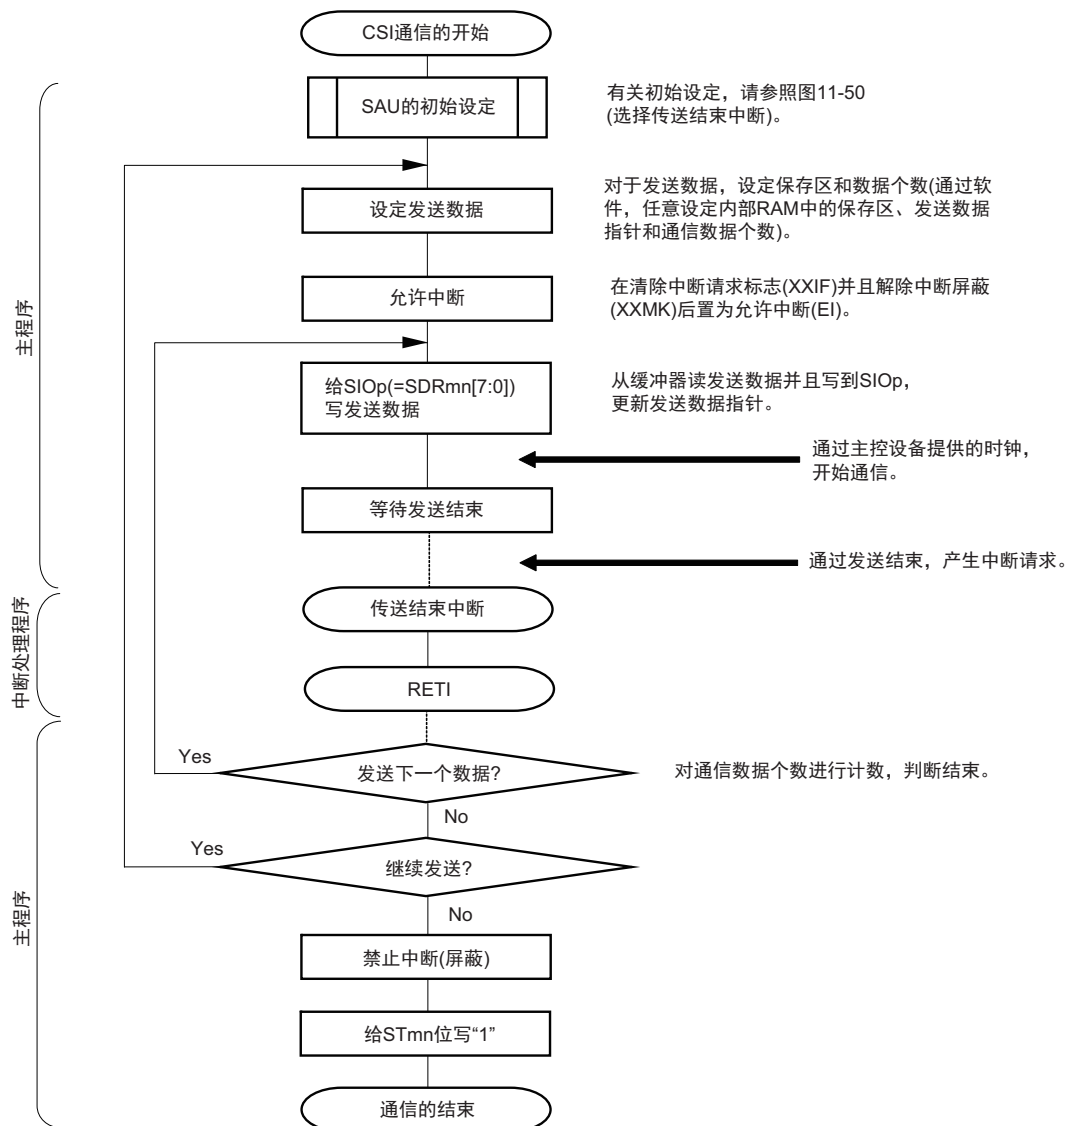 CSI通信的开始
SAU的初始设定
有关初始设定，请参照图11-50
(选择传送结束中断)。
设定发送数据
对于发送数据，设定保存区和数据个数(通过软
件，任意设定内部RAM中的保存区、发送数据
指针和通信数据个数)。
主程序
允许中断
在清除中断请求标志(XXIF)并且解除中断屏蔽
(XXMK)后置为允许中断(EI)。
给SIOp(=SDRmn[7:0])
写发送数据
从缓冲器读发送数据并且写到SIOp，
更新发送数据指针。
通过主控设备提供的时钟，
开始通信。
等待发送结束
通过发送结束，产生中断请求。
中断处理程序
传送结束中断
RETI
Yes
发送下一个数据?
对通信数据个数进行计数，判断结束。
No
Yes
继续发送?
No
主程序
禁止中断(屏蔽)
给STmn位写“1”
通信的结束